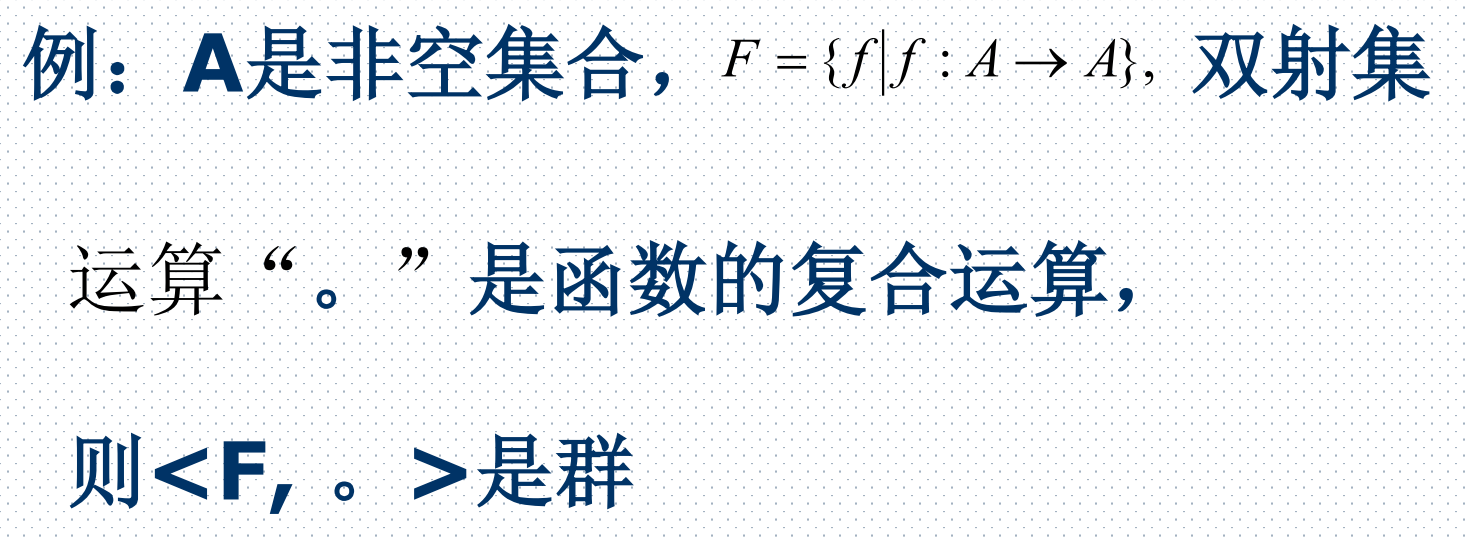 例：A是非空集合，F = {f|f : A → A}, 双射集
运算“。”是函数的复合运算，
则<F, 。>是群